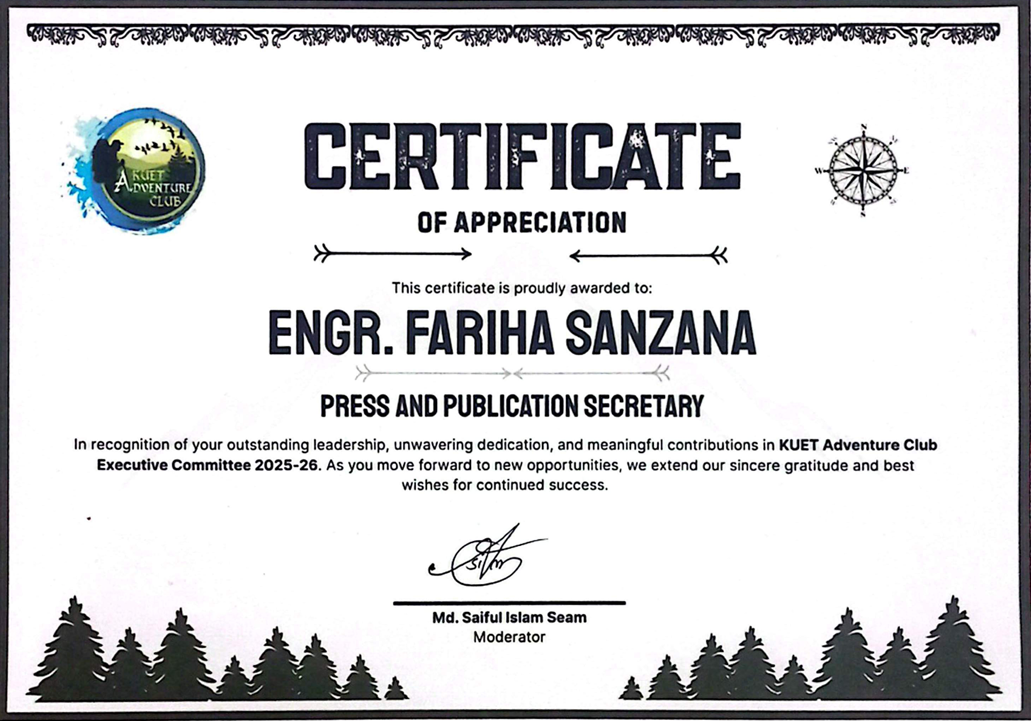 KUET
ADVENTURE
CLUB
CERTIFICATE
OF APPRECIATION
N
W
E
S
This certificate is proudly awarded to:
ENGR. FARIHA SANZANA
PRESS AND PUBLICATION SECRETARY
In recognition of your outstanding leadership, unwavering dedication, and meaningful contributions in KUET Adventure Club
Executive Committee 2025-26. As you move forward to new opportunities, we extend our sincere gratitude and best
wishes for continued success.
Md. Saiful Islam Seam
Moderator